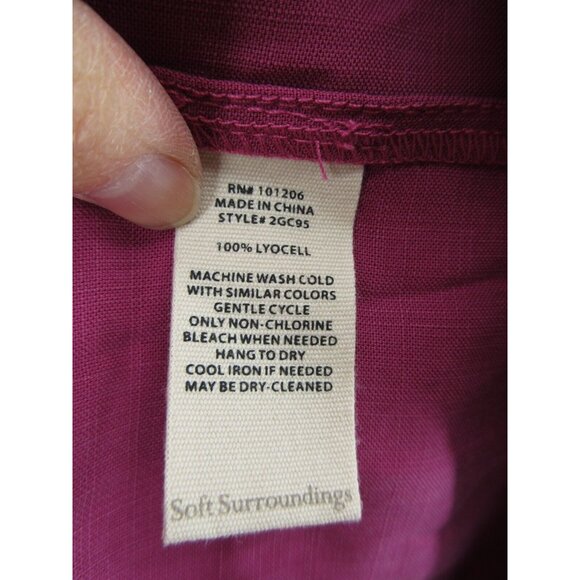 RN# 101206
MADE IN CHINA
STYLE# 2GC95
100% LYOCELL
MACHINE WASH COLD
WITH SIMILAR COLORS
GENTLE CYCLE
ONLY NON-CHLORINE
BLEACH WHEN NEEDED
HANG TO DRY
COOL IRON IF NEEDED
MAY BE DRY-CLEANED
Soft Surroundings